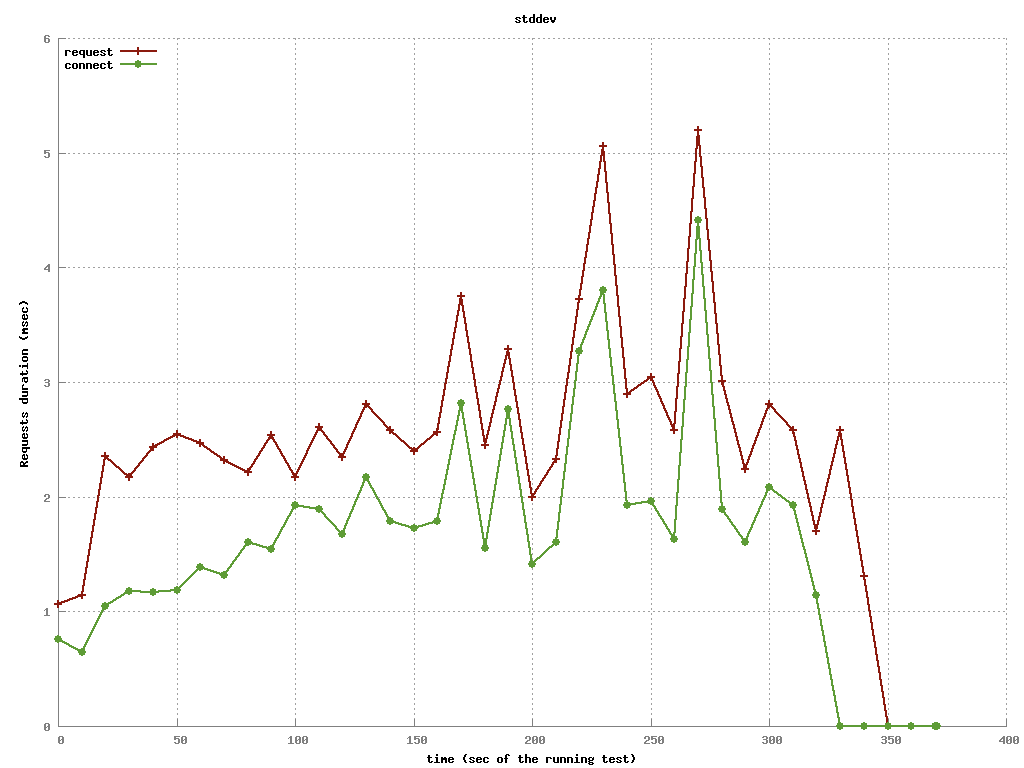 stddev
6
request
connect
5
4
3
2
1
0
Requests duration (msec)
0 50 100 150 200 250 300 350 400
time (sec of the running test)